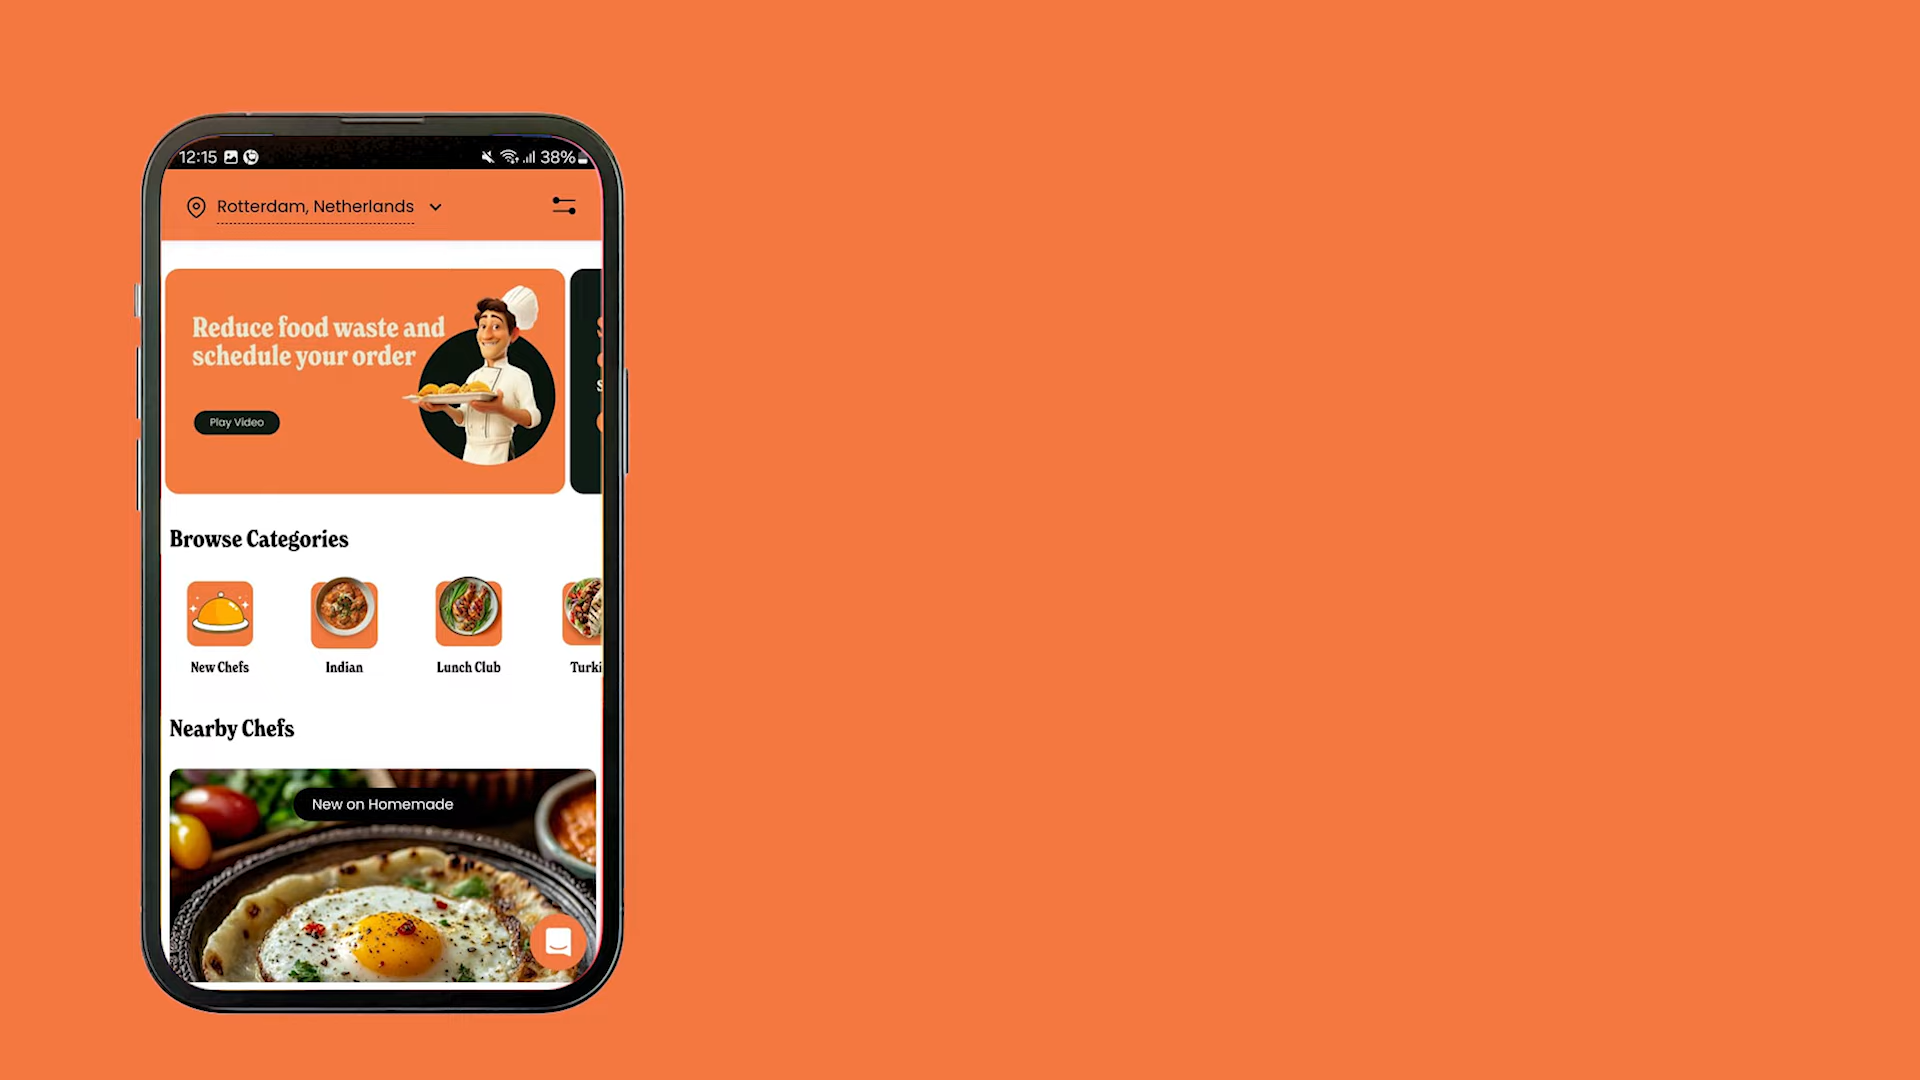 12:15
38%
Rotterdam, Netherlands
Reduce food waste and
schedule your order
Play Video
Browse Categories
New Chefs
Indian
Lunch Club
Turki
Nearby Chefs
New on Homemade